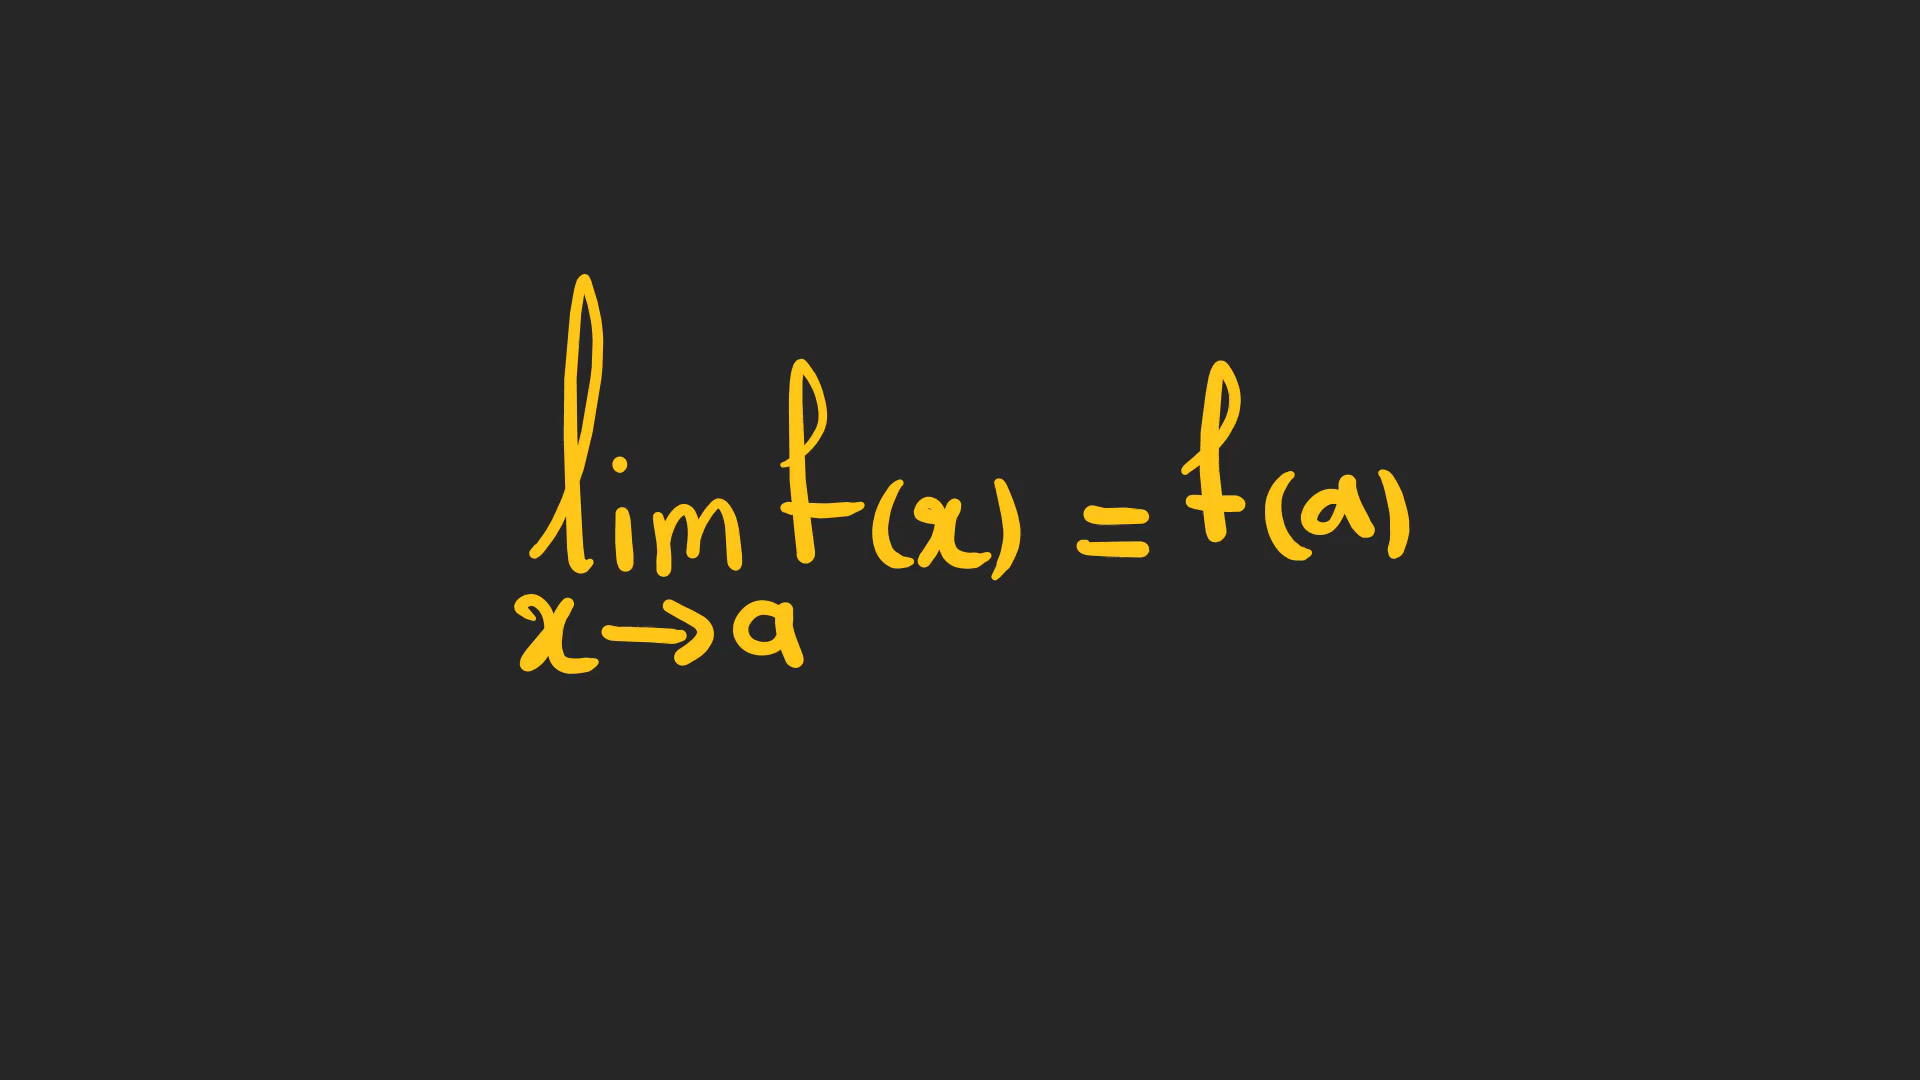 lim f(x) = f(a)
x→a